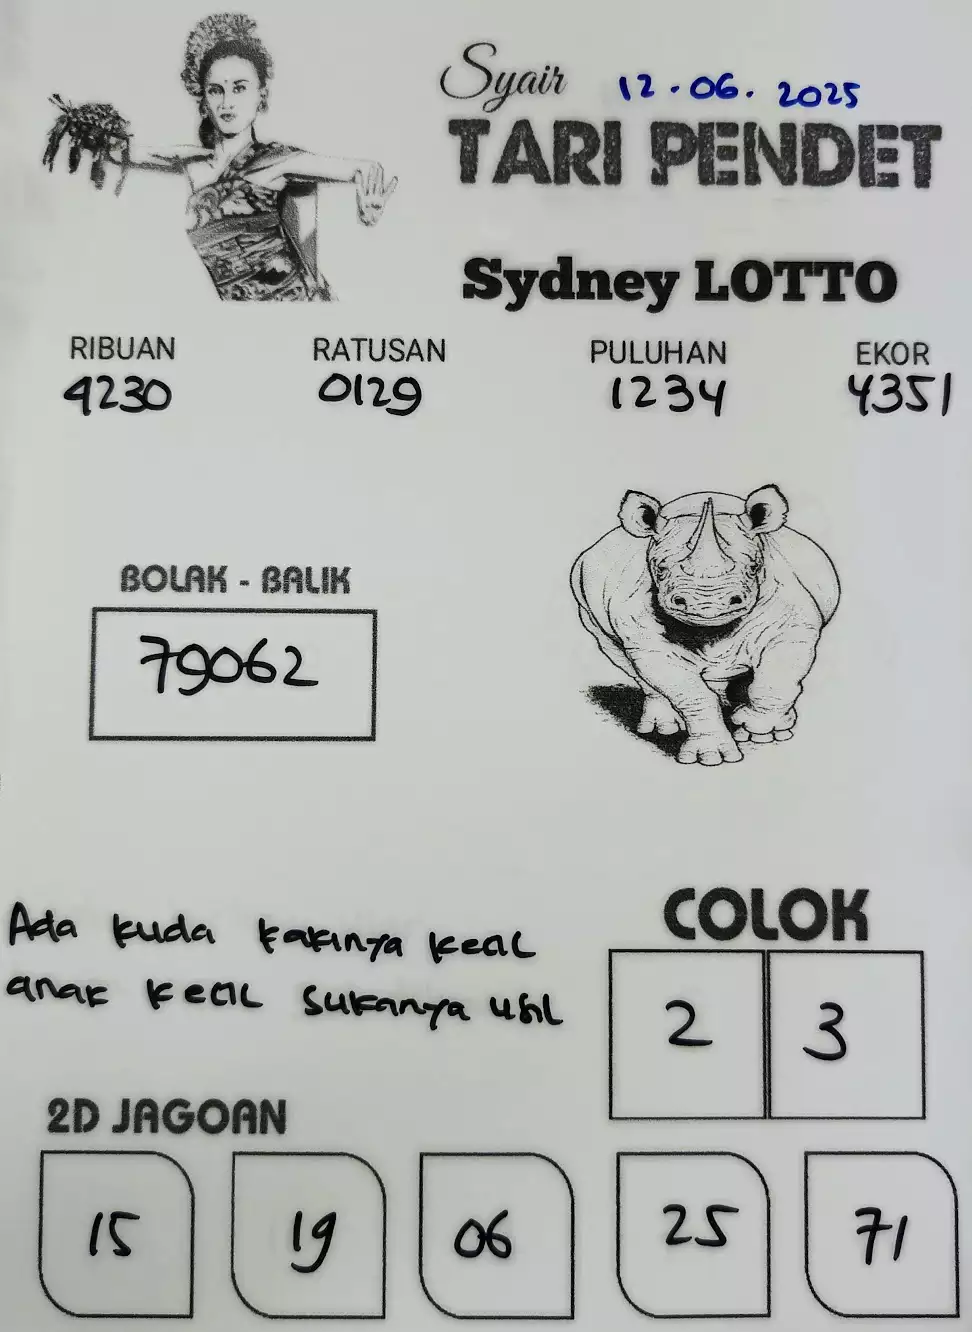 Syair 12.06.2025
TARI PENDET
Sydney LOTTO
RIBUAN RATUSAN PULUHAN EKOR
4230 0129 1234 4351
BOLAK - BALIK
79062
Ada kuda kakinya kecil
anak kecil sukanya usil
COLOK
2 3
2D JAGOAN
15 19 06 25 71